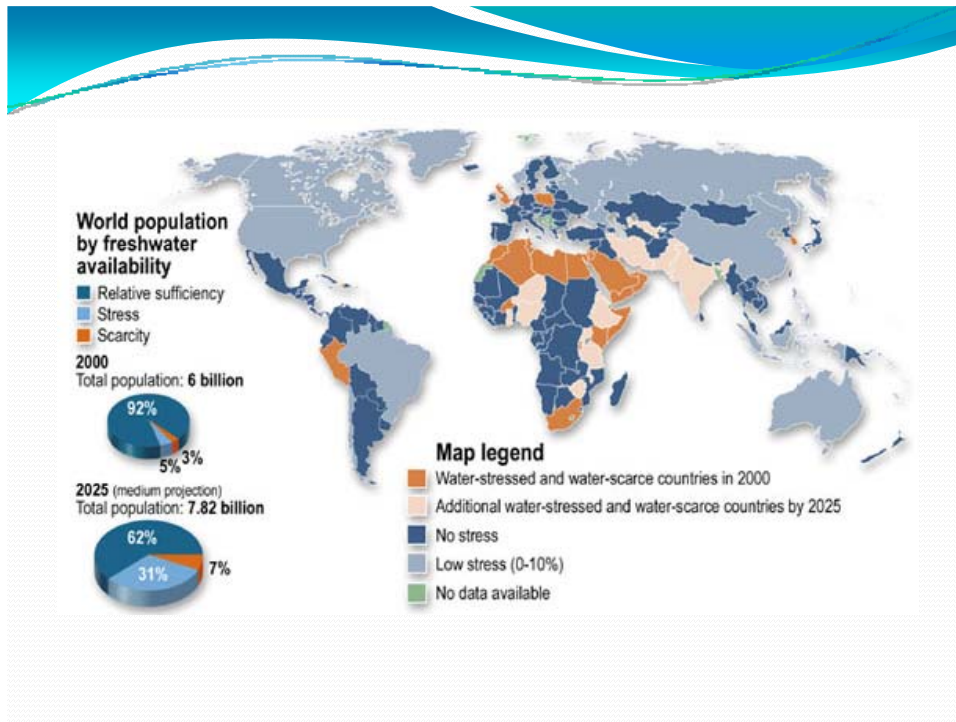 World population
by freshwater
availability
Relative sufficiency
Stress
Scarcity
2000
Total population: 6 billion
92%
5%
3%
2025 (medium projection)
Total population: 7.82 billion
62%
31%
7%
Map legend
Water-stressed and water-scarce countries in 2000
Additional water-stressed and water-scarce countries by 2025
No stress
Low stress (0-10%)
No data available